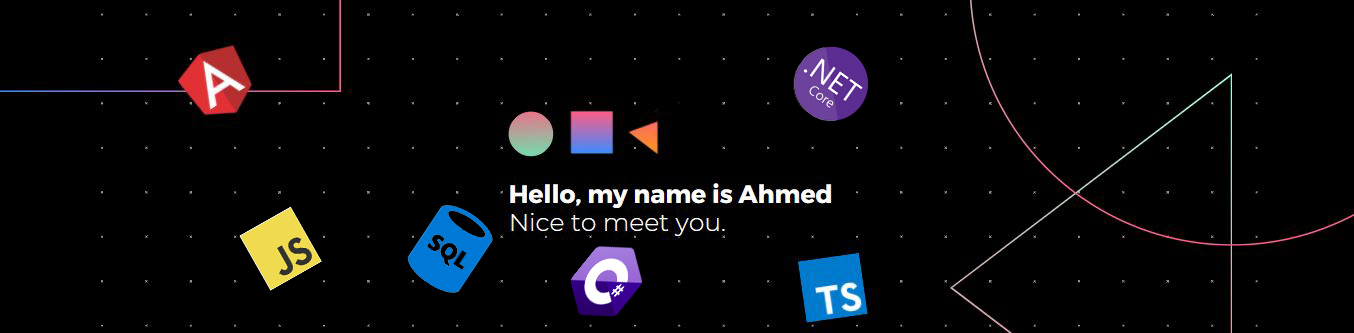 A
.NET
Core
Hello, my name is Ahmed
Nice to meet you.
JS
SQL
C#
TS